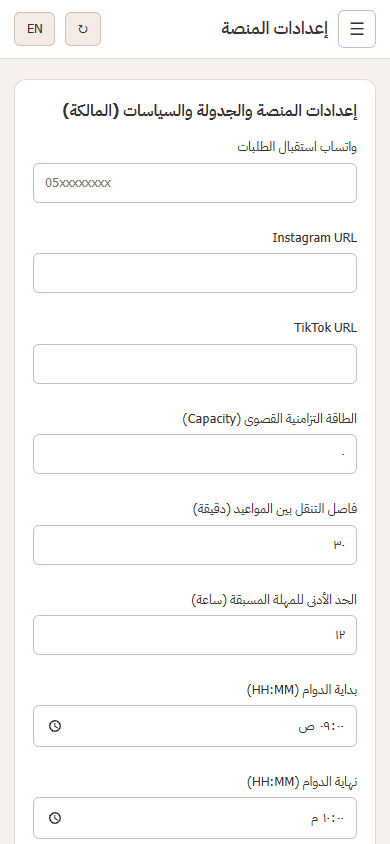 إعدادات المنصة
EN
إعدادات المنصة والجدولة والسياسات (المالكة)
واتساب استقبال الطلبات
05xxxxxxxx
Instagram URL
TikTok URL
الطاقة التزامنية القصوى (Capacity)
٠
فاصل التنقل بين المواعيد (دقيقة)
٣٠
الحد الأدنى للمهلة المسبقة (ساعة)
١٢
بداية الدوام (HH:MM)
٠٩:٠٠ ص
نهاية الدوام (HH:MM)
١٠:٠٠ م